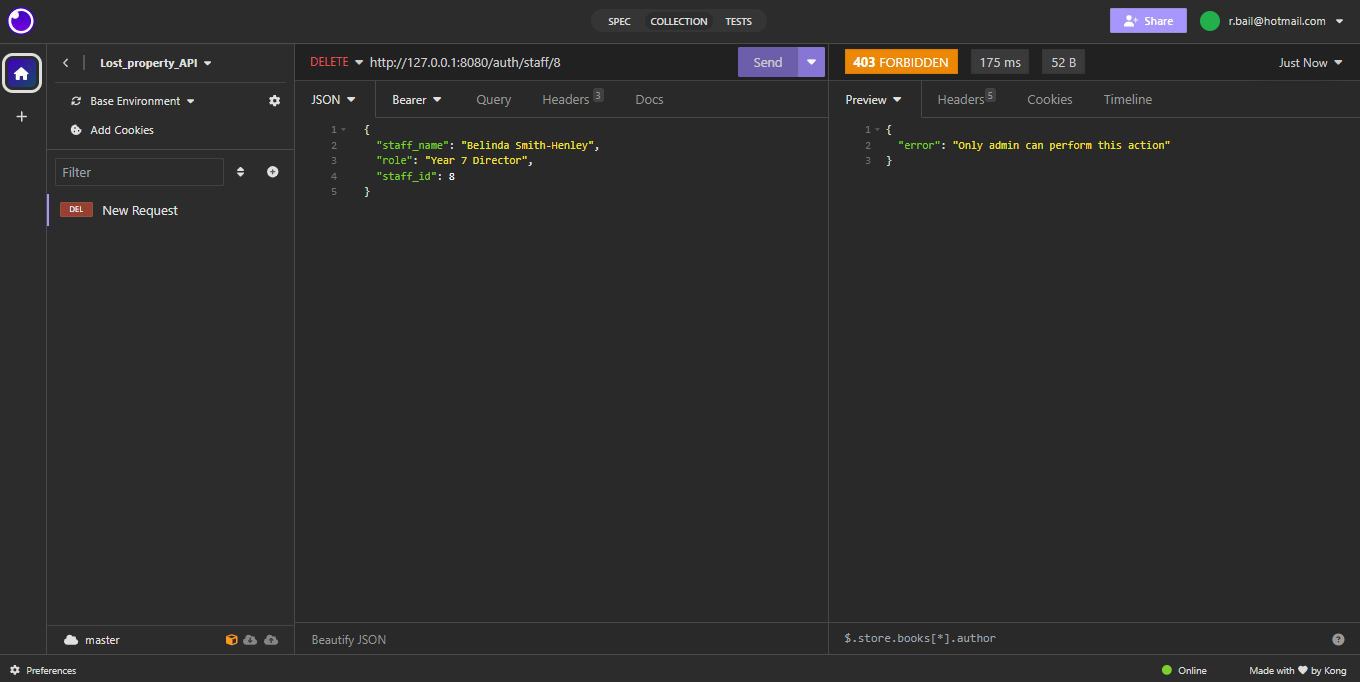 SPEC COLLECTION TESTS
Share
r.bail@hotmail.com
Lost_property_API
Base Environment
Add Cookies
Filter
DEL New Request
master
DELETE http://127.0.0.1:8080/auth/staff/8
Send
JSON Bearer Query Headers 3 Docs
1 {
2 "staff_name": "Belinda Smith-Henley",
3 "role": "Year 7 Director",
4 "staff_id": 8
5 }
Beautify JSON
403 FORBIDDEN 175 ms 52 B Just Now
Preview Headers 5 Cookies Timeline
1 {
2 "error": "Only admin can perform this action"
3 }
$.store.books[*].author
Preferences
Online
Made with ❤ by Kong